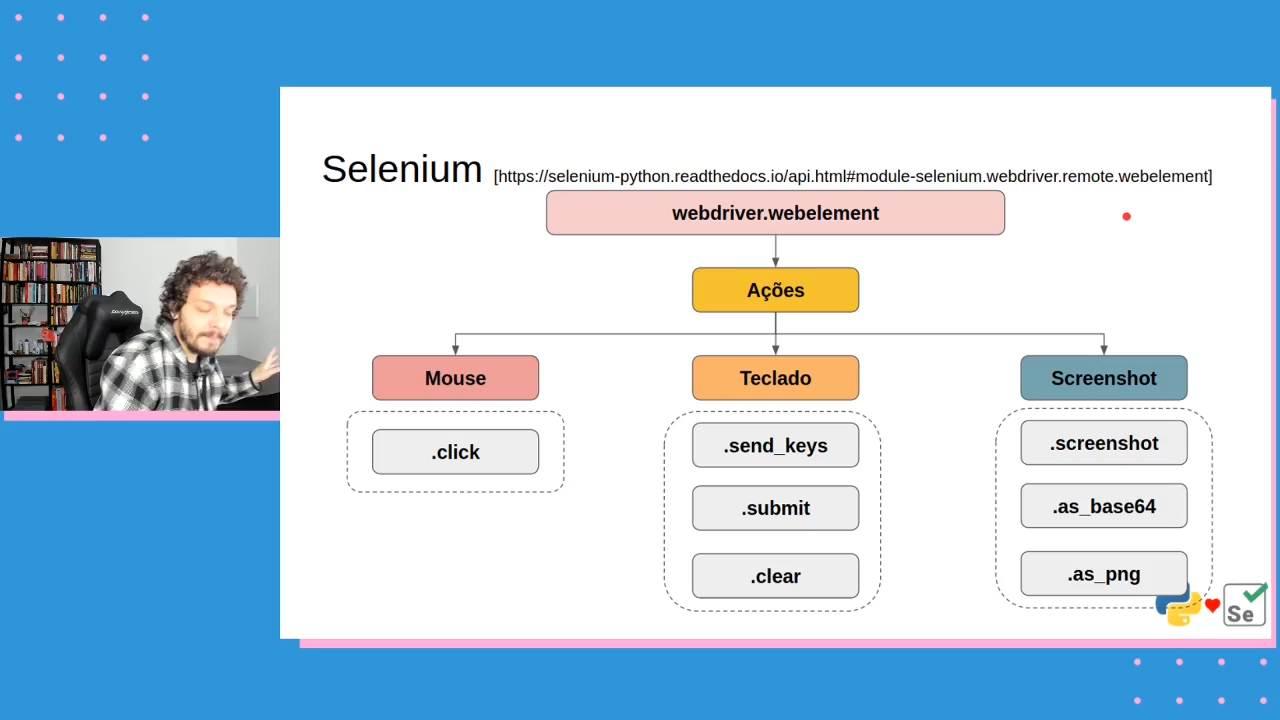 Selenium [https://selenium-python.readthedocs.io/api.html#module-selenium.webdriver.remote.webelement]
webdriver.webelement
Ações
Mouse
Teclado
Screenshot
.click
.send_keys
.submit
.clear
.screenshot
.as_base64
.as_png
Se